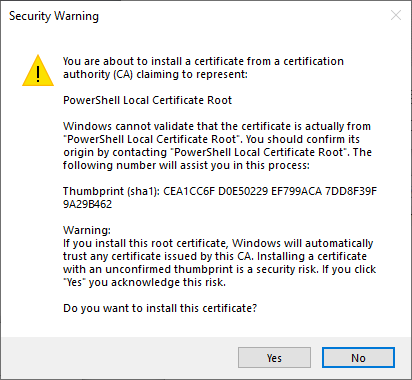 Security Warning
You are about to install a certificate from a certification
authority (CA) claiming to represent:
PowerShell Local Certificate Root
Windows cannot validate that the certificate is actually from
"PowerShell Local Certificate Root". You should confirm its
origin by contacting "PowerShell Local Certificate Root". The
following number will assist you in this process:
Thumbprint (sha1): CEA1CC6F D0E50229 EF799ACA 7DD8F39F
9A29B462
Warning:
If you install this root certificate, Windows will automatically
trust any certificate issued by this CA. Installing a certificate
with an unconfirmed thumbprint is a security risk. If you click
"Yes" you acknowledge this risk.
Do you want to install this certificate?
Yes
No